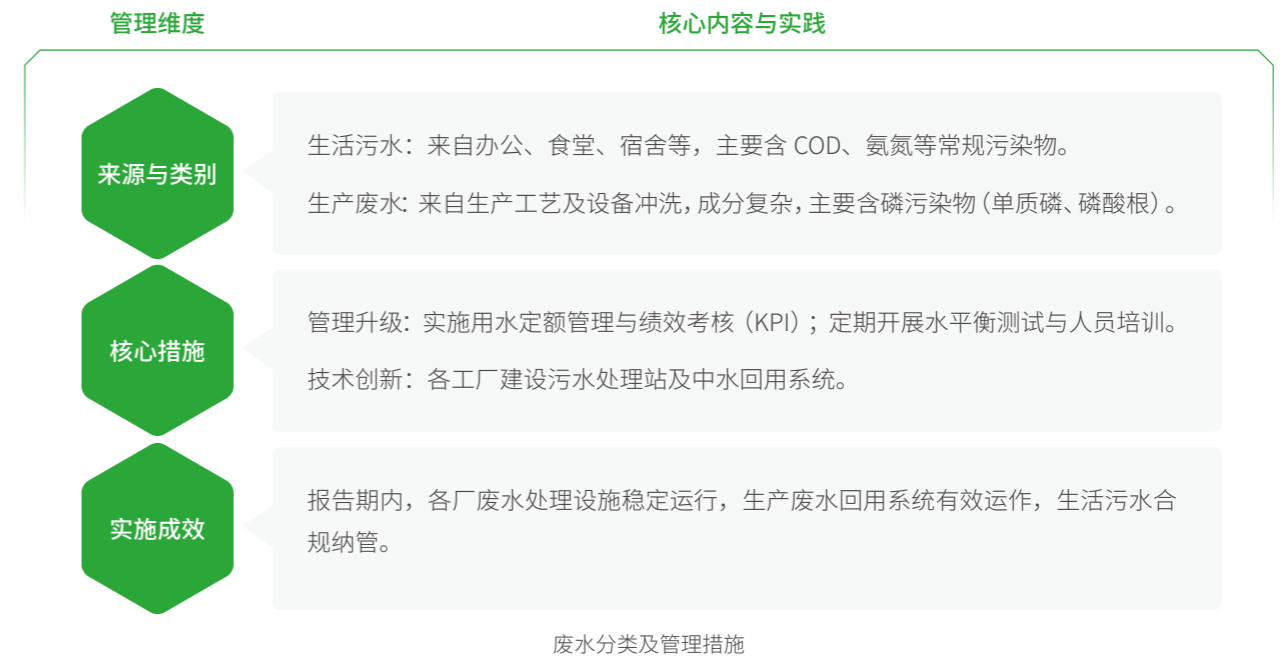 管理维度
核心内容与实践
来源与类别
生活污水：来自办公、食堂、宿舍等，主要含 COD、氨氮等常规污染物。
生产废水：来自生产工艺及设备冲洗，成分复杂，主要含磷污染物（单质磷、磷酸根）。
核心措施
管理升级：实施用水定额管理与绩效考核（KPI）；定期开展水平衡测试与人员培训。
技术创新：各工厂建设污水处理站及中水回用系统。
实施成效
报告期内，各厂废水处理设施稳定运行，生产废水回用系统有效运作，生活污水合
规纳管。
废水分类及管理措施